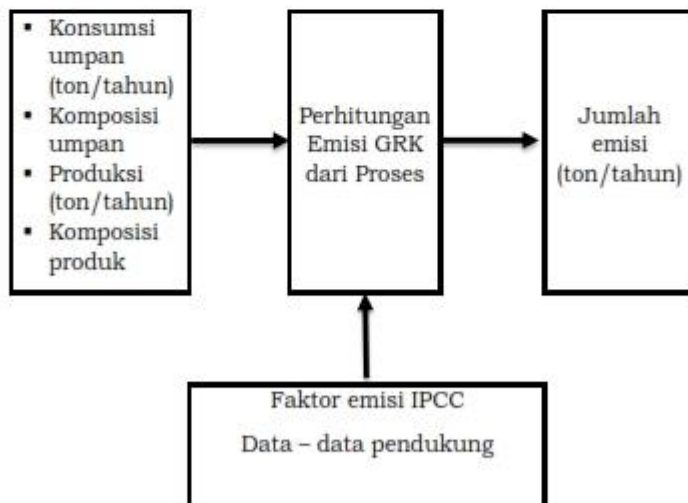 ▪ Konsumsi
umpan
(ton/tahun)
▪ Komposisi
umpan
▪ Produksi
(ton/tahun)
▪ Komposisi
produk
Perhitungan
Emisi GRK
dari Proses
Jumlah
emisi
(ton/tahun)
Faktor emisi IPCC
Data – data pendukung